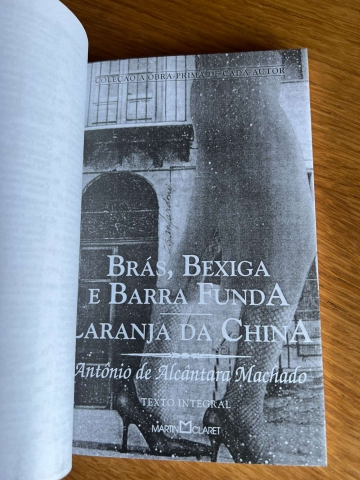 COLEÇÃO A OBRA-PRIMA DE CADA AUTOR
BRÁS, BEXIGA
E BARRA FUNDA
LARANJA DA CHINA
Antônio de Alcântara Machado
TEXTO INTEGRAL
MARTIN CLARET